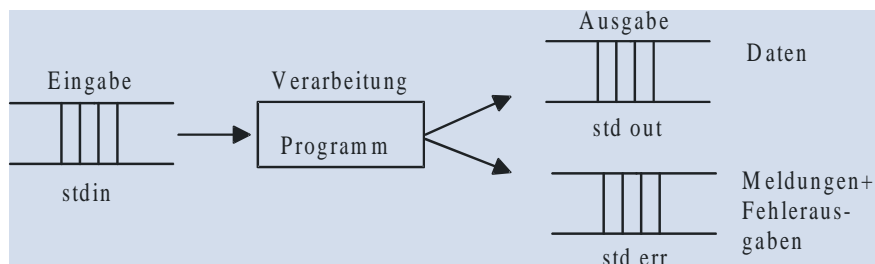 Eingabe
stdin
Verarbeitung
Programm
Ausgabe
Daten
std out
Meldungen+
Fehleraus-
gaben
std err